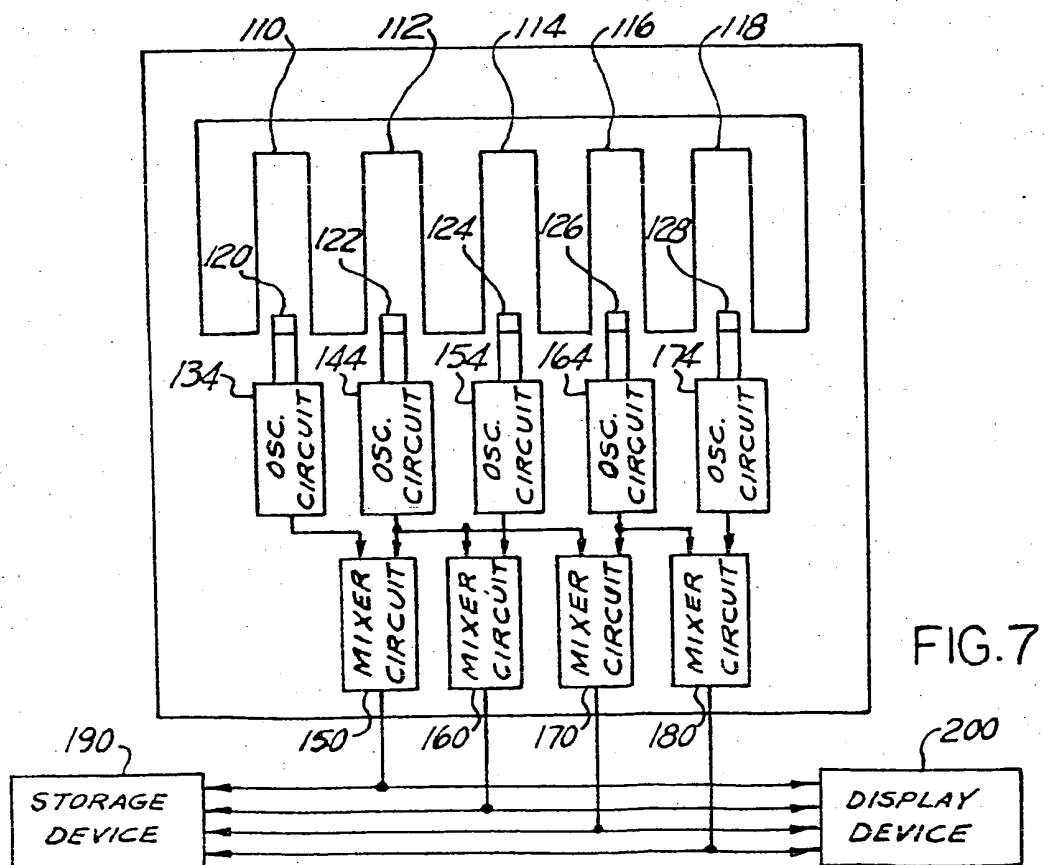 110 112 114 116 118
120 122 124 126 128
134 144 154 164 174
OSC.
CIRCUIT
OSC.
CIRCUIT
OSC.
CIRCUIT
OSC.
CIRCUIT
OSC.
CIRCUIT
MIXER
CIRCUIT
MIXER
CIRCUIT
MIXER
CIRCUIT
MIXER
CIRCUIT
FIG.7
150 160 170 180
190
200
STORAGE
DEVICE
DISPLAY
DEVICE